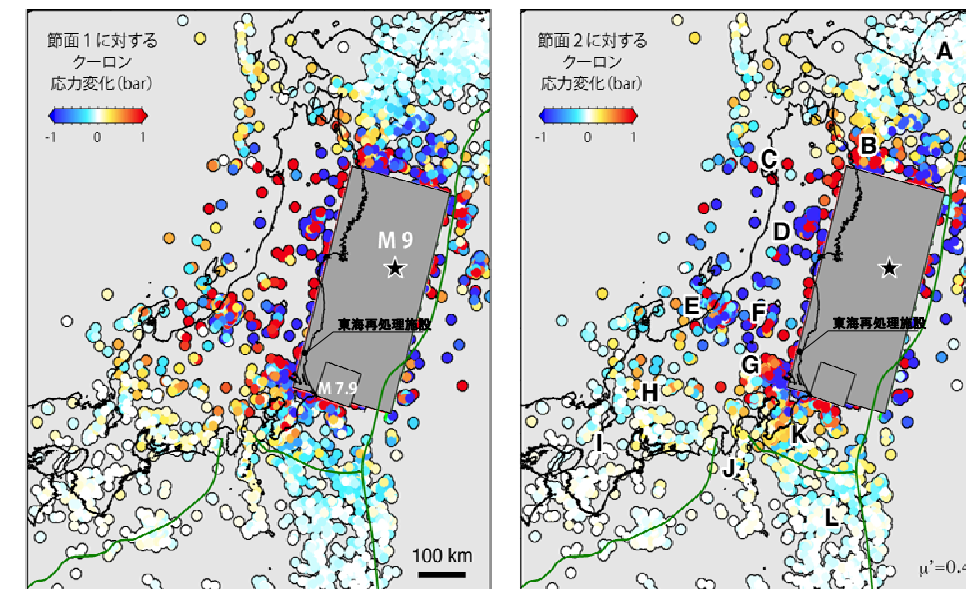 節面1に対する
クーロン
応力変化(bar)
-1 0 1
M 9
東海再処理施設
M 7.9
100 km
節面2に対する
クーロン
応力変化(bar)
-1 0 1
A
B
C
D
E
F
東海再処理施設
G
H
I
K
J
L
μ'=0.4